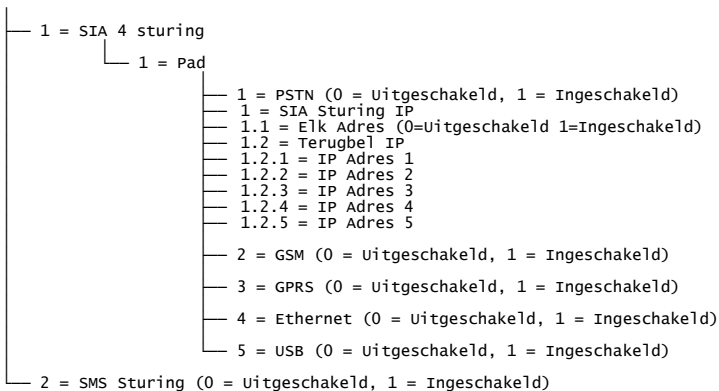 1 = SIA 4 sturing
1 = Pad
1 = PSTN (0 = Uitgeschakeld, 1 = Ingeschakeld)
1 = SIA Sturing IP
1.1 = Elk Adres (0=Uitgeschakeld 1=Ingeschakeld)
1.2 = Terugbel IP
1.2.1 = IP Adres 1
1.2.2 = IP Adres 2
1.2.3 = IP Adres 3
1.2.4 = IP Adres 4
1.2.5 = IP Adres 5
2 = GSM (0 = Uitgeschakeld, 1 = Ingeschakeld)
3 = GPRS (0 = Uitgeschakeld, 1 = Ingeschakeld)
4 = Ethernet (0 = Uitgeschakeld, 1 = Ingeschakeld)
5 = USB (0 = Uitgeschakeld, 1 = Ingeschakeld)
2 = SMS Sturing (0 = Uitgeschakeld, 1 = Ingeschakeld)